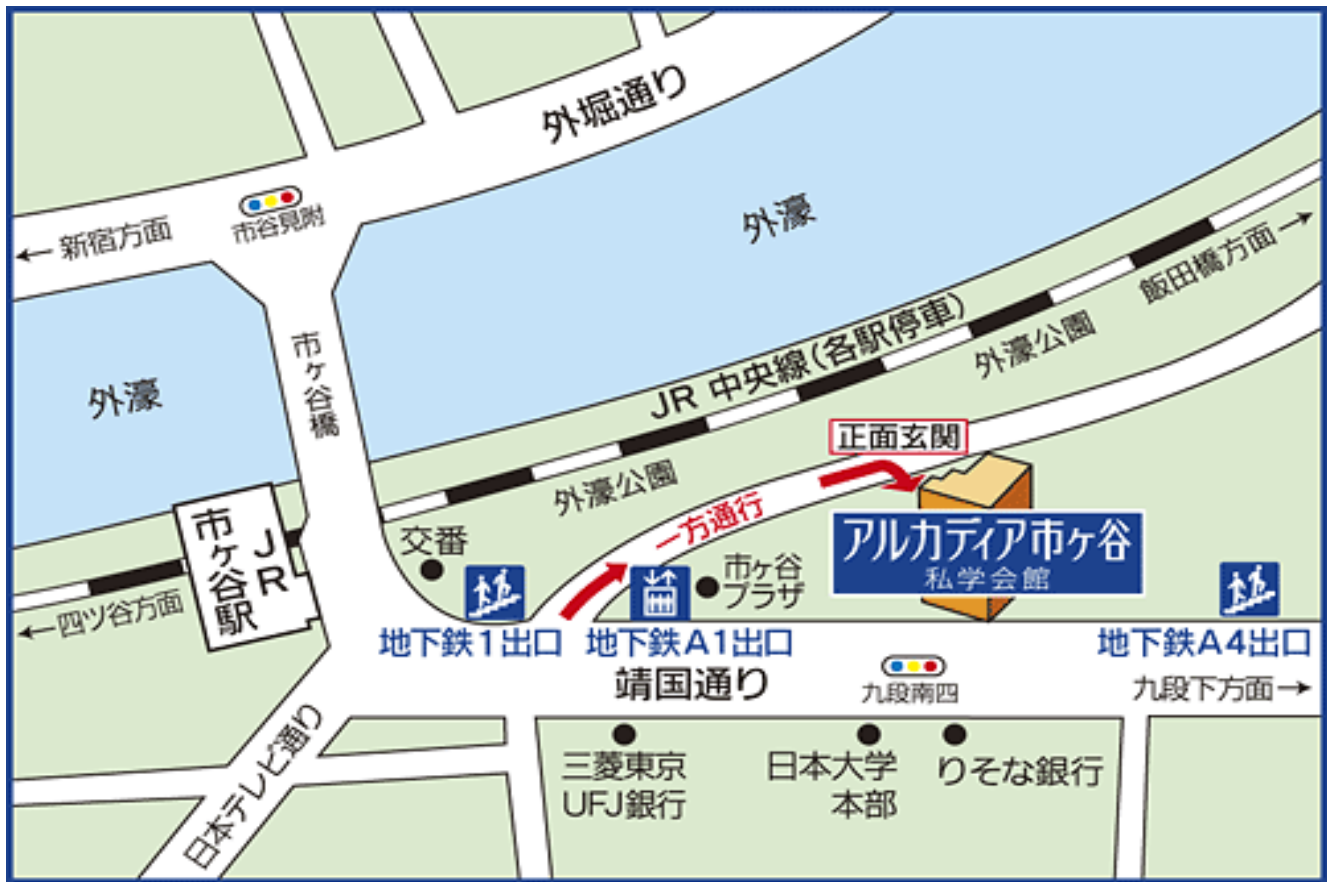 外堀通り
市谷見附
←新宿方面
外濠
飯田橋方面→
市ヶ谷橋
JR 中央線(各駅停車)
外濠公園
外濠
正面玄関
外濠公園
一方通行
アルカディア市ヶ谷
私学会館
JR
市ヶ谷駅
交番
市ヶ谷
プラザ
←四ツ谷方面
地下鉄1出口
地下鉄A1出口
地下鉄A4出口
靖国通り
九段南四
九段下方面→
日本テレビ通り
三菱東京
UFJ銀行
日本大学
本部
りそな銀行